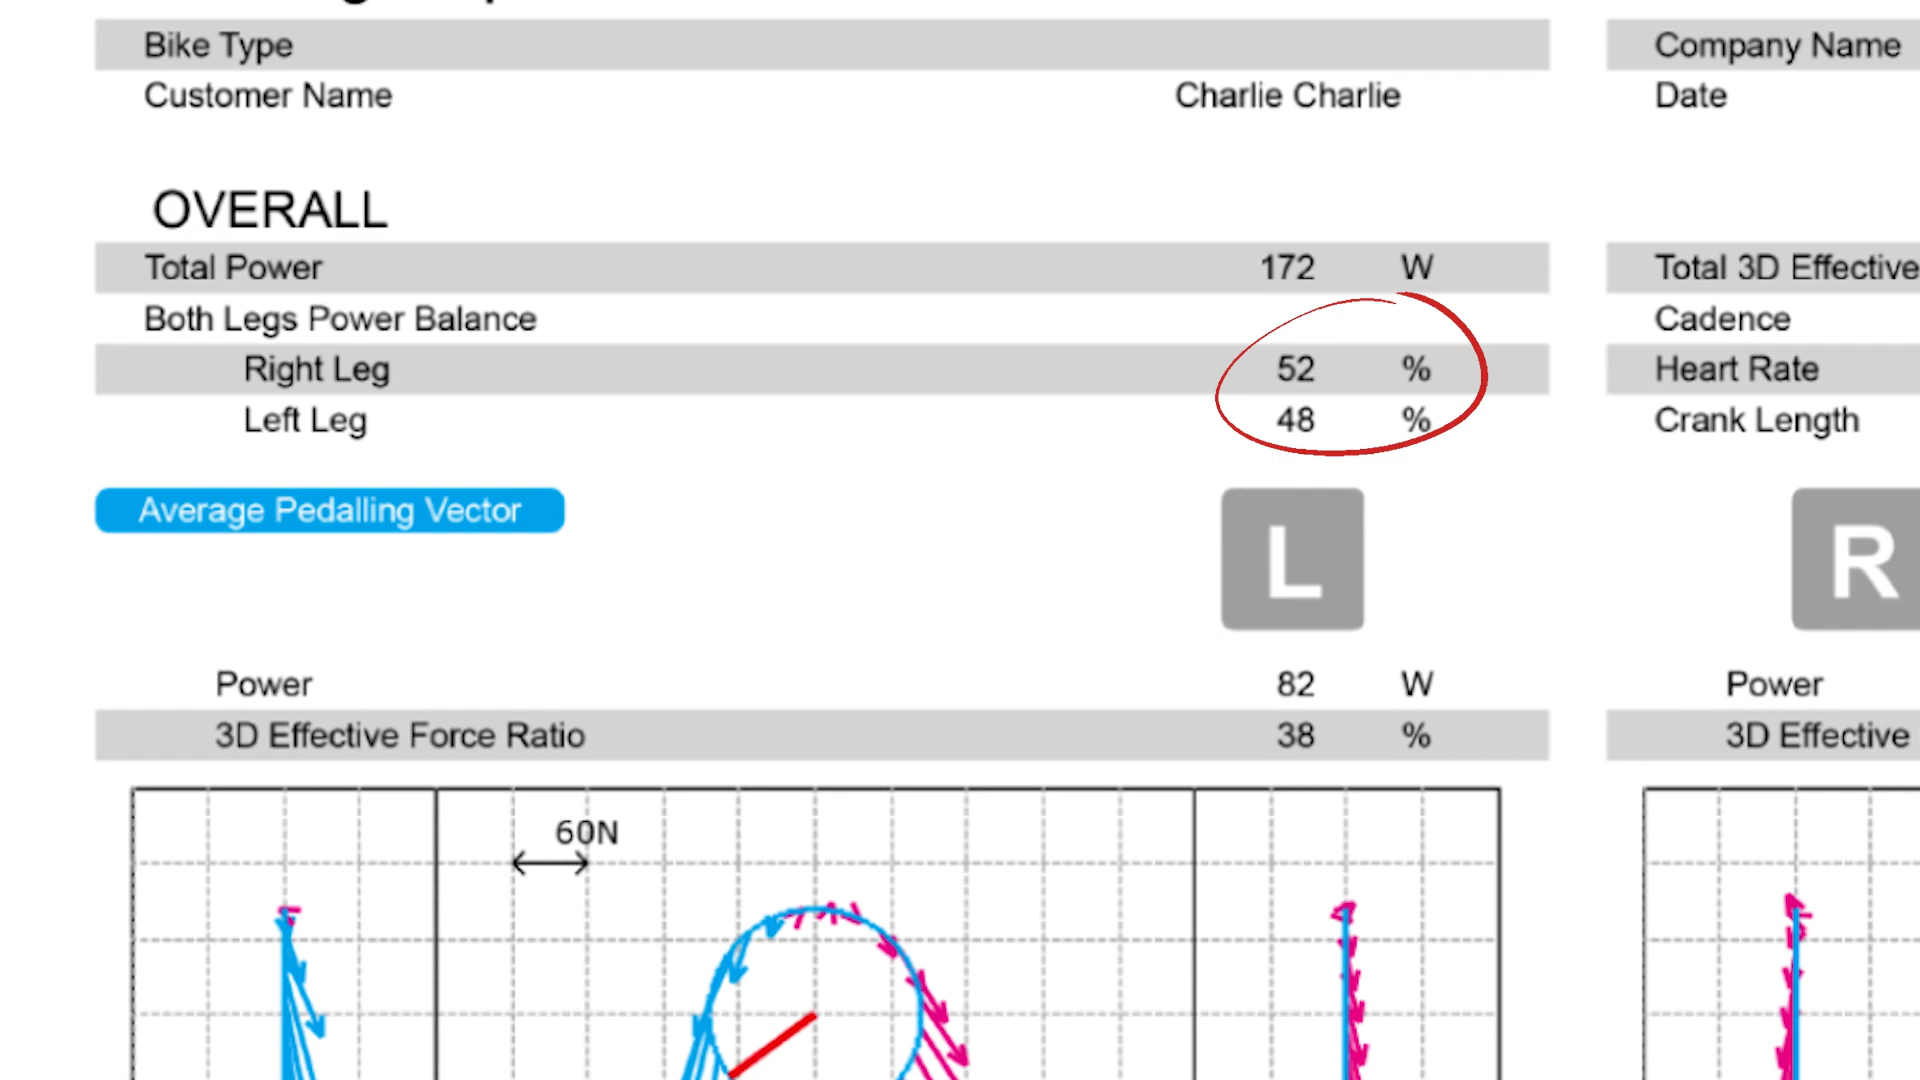 Bike Type
Company Name
Customer Name Charlie Charlie
Date
OVERALL
Total Power 172 W
Total 3D Effective
Both Legs Power Balance
Cadence
Right Leg 52 %
Heart Rate
Left Leg 48 %
Crank Length
Average Pedalling Vector
L
R
Power 82 W
Power
3D Effective Force Ratio 38 %
3D Effective
60N